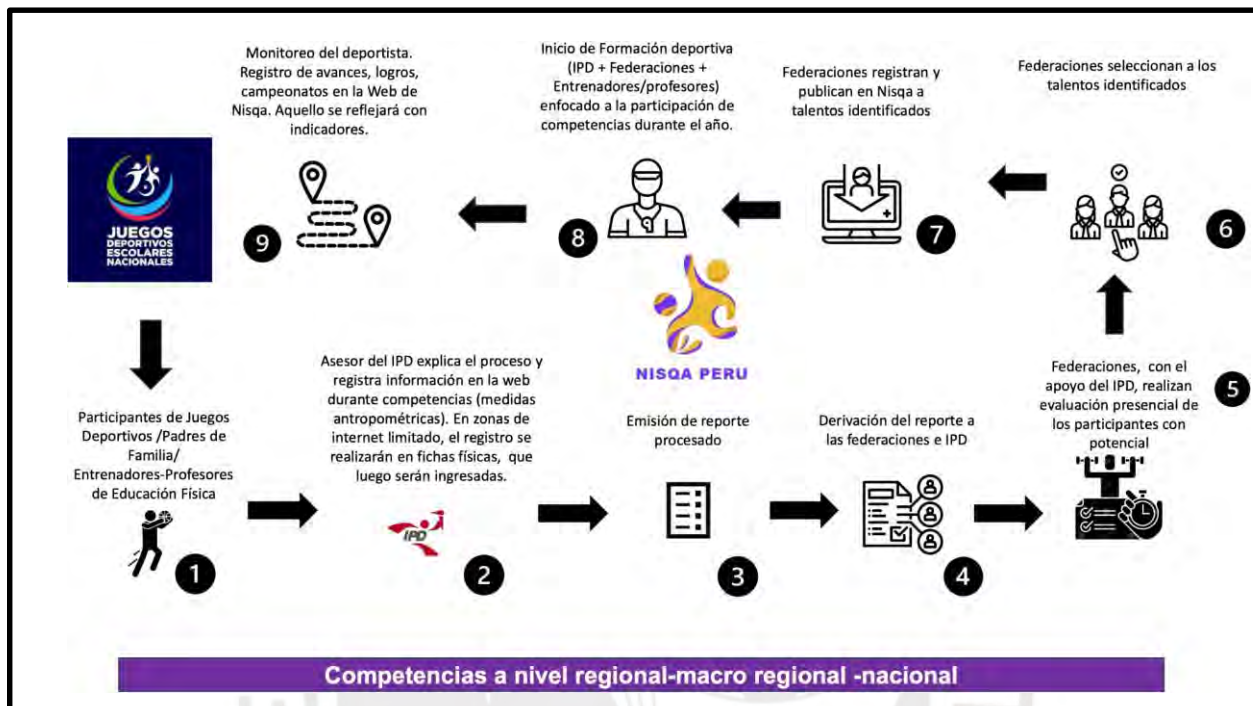 Monitoreo del deportista.
Registro de avances, logros,
campeonatos en la Web de
Nisqa. Aquello se reflejará con
indicadores.
Inicio de Formación deportiva
(IPD + Federaciones +
Entrenadores/profesores)
enfocado a la participación de
competencias durante el año.
Federaciones registran y
publican en Nisqa a
talentos identificados
Federaciones seleccionan a los
talentos identificados
JUEGOS
DEPORTIVOS
ESCOLARES
NACIONALES
9
8
7
6
NISQA PERU
Participantes de Juegos
Deportivos /Padres de
Familia/
Entrenadores-Profesores
de Educación Física
1
Asesor del IPD explica el proceso y
registra información en la web
durante competencias (medidas
antropométricas). En zonas de
internet limitado, el registro se
realizarán en fichas físicas, que
luego serán ingresadas.
IPD
2
Emisión de reporte
procesado
3
Derivación del reporte a
las federaciones e IPD
4
Federaciones, con el
apoyo del IPD, realizan
evaluación presencial de
los participantes con
potencial
5
Competencias a nivel regional-macro regional -nacional